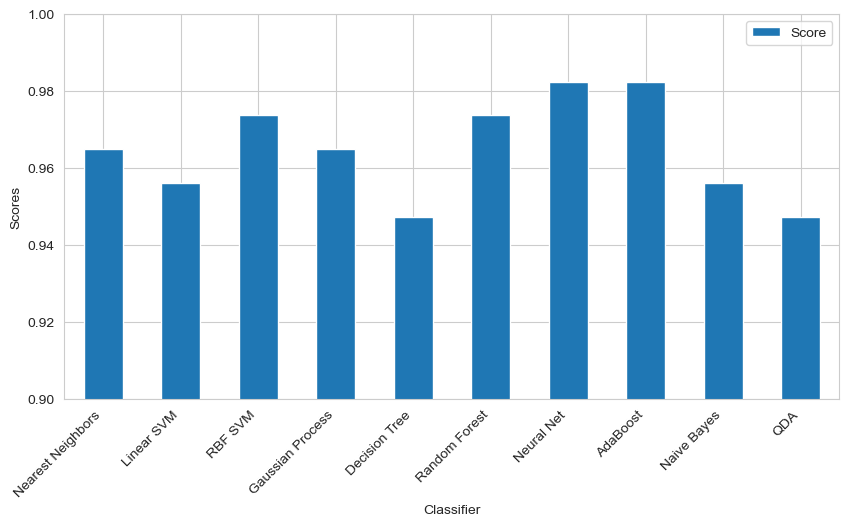 1.00
0.98
0.96
0.94
0.92
0.90
Scores
Score
Nearest Neighbors
Linear SVM
RBF SVM
Gaussian Process
Decision Tree
Random Forest
Neural Net
AdaBoost
Naive Bayes
QDA
Classifier